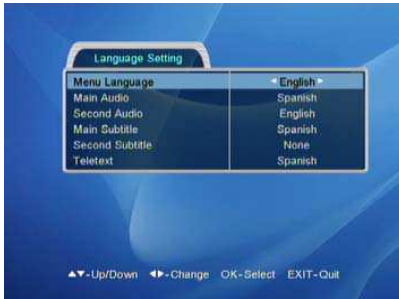 Language Setting
Menu Language ◄ English ►
Main Audio Spanish
Second Audio English
Main Subtitle Spanish
Second Subtitle None
Teletext Spanish
▲▼-Up/Down ◄►-Change OK-Select EXIT-Quit